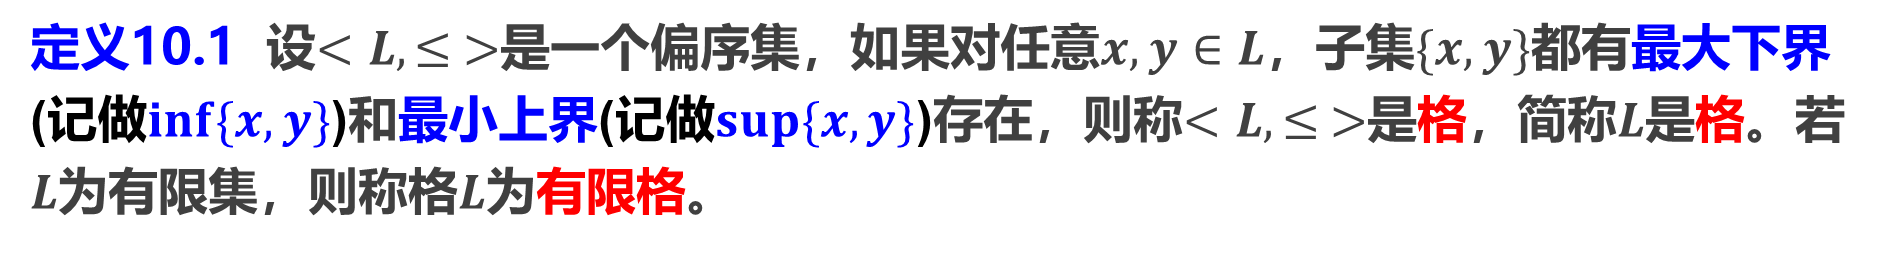 定义10.1 设< L, ≤ >是一个偏序集，如果对任意x, y ∈ L，子集{x, y}都有最大下界
(记做inf{x, y})和最小上界(记做sup{x, y})存在，则称< L, ≤ >是格，简称L是格。若
L为有限集，则称格L为有限格。